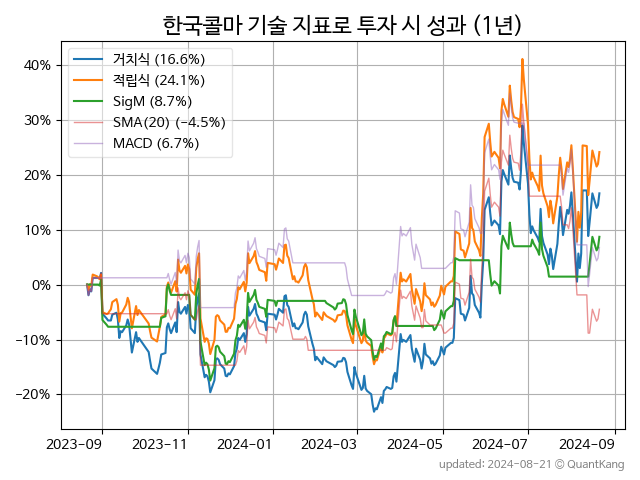 한국콜마 기술 지표로 투자 시 성과 (1년)
거치식 (16.6%)
적립식 (24.1%)
SigM (8.7%)
SMA(20) (−4.5%)
MACD (6.7%)
40%
30%
20%
10%
0%
−10%
−20%
2023−09 2023−11 2024−01 2024−03 2024−05 2024−07 2024−09
updated: 2024−08−21 © QuantKang